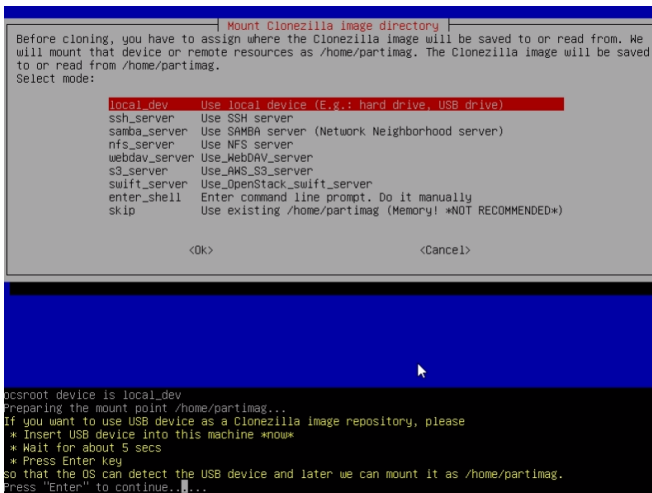 Mount Clonezilla image directory
Before cloning, you have to assign where the Clonezilla image will be saved to or read from. We
will mount that device or remote resources as /home/partimag. The Clonezilla image will be saved
to or read from /home/partimag.
Select mode:
local_dev Use local device (E.g.: hard drive, USB drive)
ssh_server Use SSH server
samba_server Use SAMBA server (Network Neighborhood server)
nfs_server Use NFS server
webdav_server Use_WebDAV_server
s3_server Use_AWS_S3_server
swift_server Use_OpenStack_swift_server
enter_shell Enter command line prompt. Do it manually
skip Use existing /home/partimag (Memory! *NOT RECOMMENDED*)
<Ok> <Cancel>
ocsroot device is local_dev
Preparing the mount point /home/partimag...
If you want to use USB device as a Clonezilla image repository, please
* Insert USB device into this machine *now*
* Wait for about 5 secs
* Press Enter key
so that the OS can detect the USB device and later we can mount it as /home/partimag.
Press "Enter" to continue......